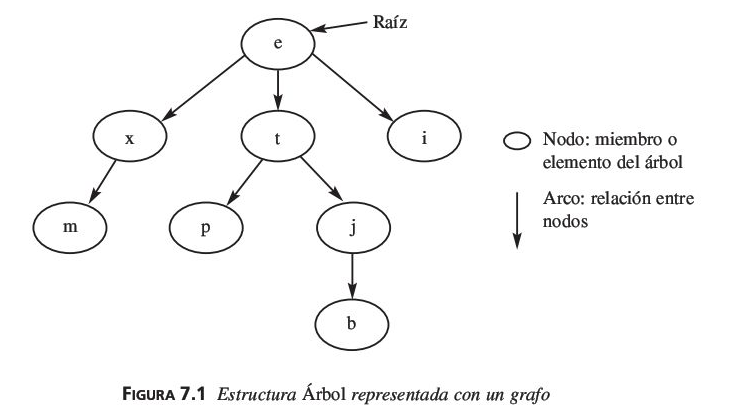 Raíz
e
x
t
i
Nodo: miembro o
elemento del árbol
Arco: relación entre
nodos
m
p
j
b
FIGURA 7.1 Estructura Árbol representada con un grafo